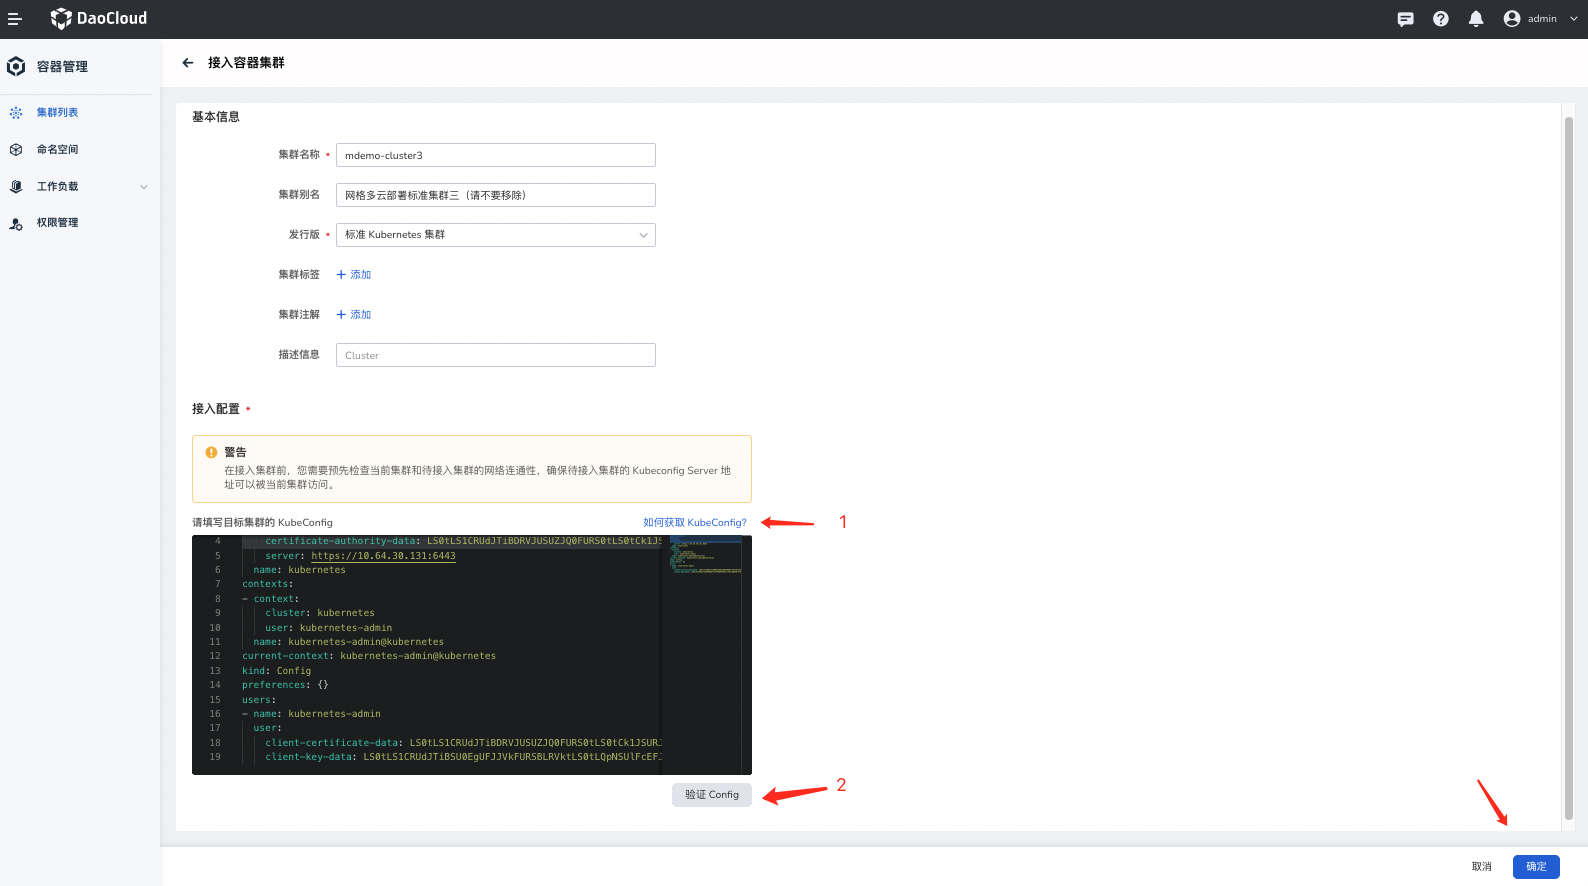 DaoCloud
admin
容器管理
集群列表
命名空间
工作负载
权限管理
接入容器集群
基本信息
集群名称 * mdemo-cluster3
集群别名 网格多云部署标准集群三（请不要移除）
发行版 * 标准 Kubernetes 集群
集群标签 + 添加
集群注解 + 添加
描述信息 Cluster
接入配置 *
警告
在接入集群前，您需要预先检查当前集群和待接入集群的网络连通性，确保待接入集群的 Kubeconfig Server 地
址可以被当前集群访问。
请填写目标集群的 KubeConfig 如何获取 KubeConfig? 1
4 certificate-authority-data: LS0tLS1CRUdJTiBDRVJUSUZJQ0FURS0tLS0tCk1JS
5 server: https://10.64.30.131:6443
6 name: kubernetes
7 contexts:
8 - context:
9 cluster: kubernetes
10 user: kubernetes-admin
11 name: kubernetes-admin@kubernetes
12 current-context: kubernetes-admin@kubernetes
13 kind: Config
14 preferences: {}
15 users:
16 - name: kubernetes-admin
17 user:
18 client-certificate-data: LS0tLS1CRUdJTiBDRVJUSUZJQ0FURS0tLS0tCk1JSUR
19 client-key-data: LS0tLS1CRUdJTiBSU0EgUFJJVkFURSBLRVktLS0tLQpNSUlFcEF
验证 Config 2
取消 确定